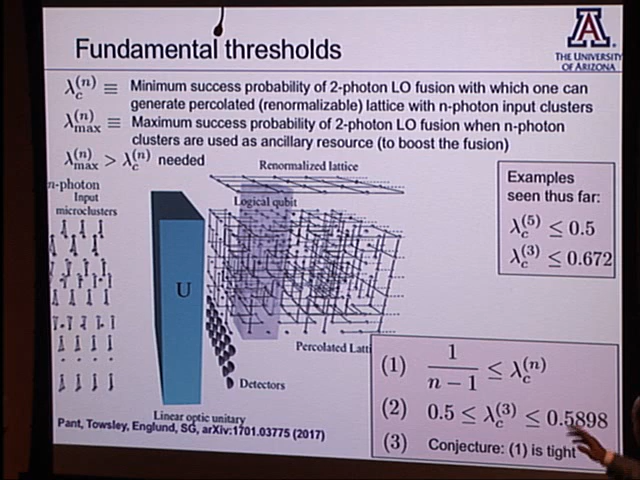 Fundamental thresholds
A
THE UNIVERSITY
OF ARIZONA
λ_c^(n) ≡ Minimum success probability of 2-photon LO fusion with which one can
generate percolated (renormalizable) lattice with n-photon input clusters
λ_max^(n) ≡ Maximum success probability of 2-photon LO fusion when n-photon
clusters are used as ancillary resource (to boost the fusion)
λ_max^(n) > λ_c^(n) needed
Renormalized lattice
n-photon
Input
microclusters
Logical qubit
U
Percolated Latti
Detectors
Linear optic unitary
Pant, Towsley, Englund, SG, arXiv:1701.03775 (2017)
Examples
seen thus far:
λ_c^(5) ≤ 0.5
λ_c^(3) ≤ 0.672
(1) 1/(n − 1) ≤ λ_c^(n)
(2) 0.5 ≤ λ_c^(3) ≤ 0.5898
(3) Conjecture: (1) is tight